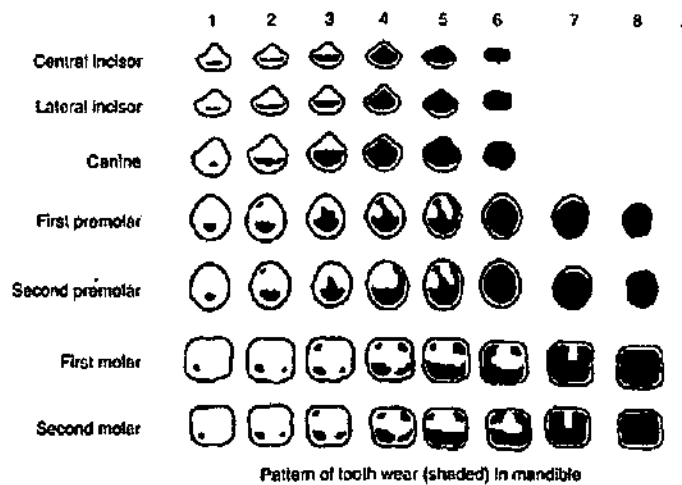 1 2 3 4 5 6 7 8
Central incisor
Lateral incisor
Canine
First premolar
Second premolar
First molar
Second molar
Pattern of tooth wear (shaded) in mandible